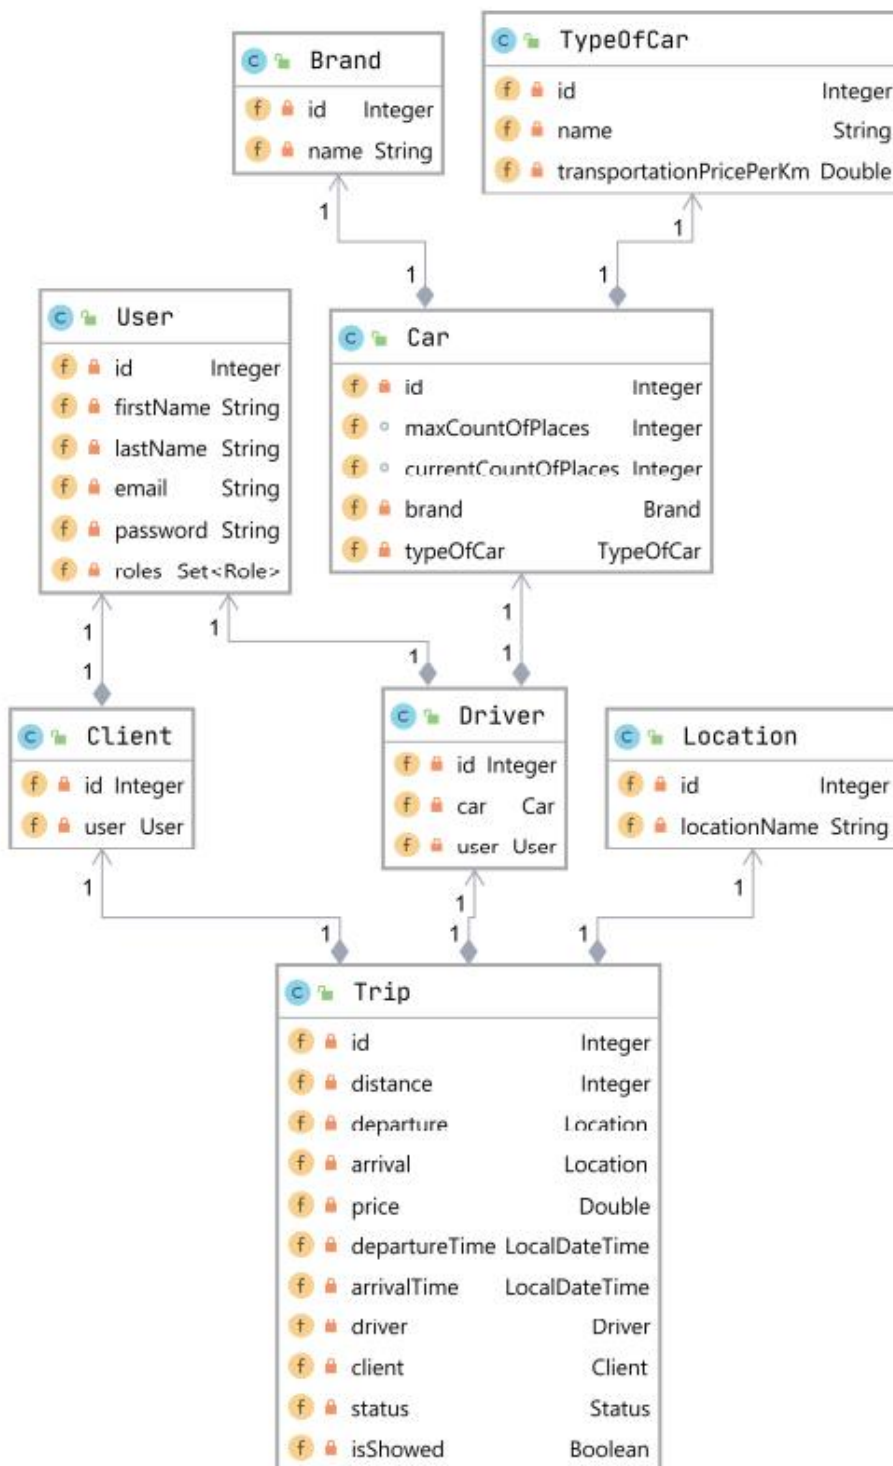 Brand
id Integer
name String
TypeOfCar
id Integer
name String
transportationPricePerKm Double
1
1
1
1
User
id Integer
firstName String
lastName String
email String
password String
roles Set<Role>
Car
id Integer
maxCountOfPlaces Integer
currentCountOfPlaces Integer
brand Brand
typeOfCar TypeOfCar
1
1
1
1
1
1
Client
id Integer
user User
Driver
id Integer
car Car
user User
Location
id Integer
locationName String
1
1
1
1
1
1
Trip
id Integer
distance Integer
departure Location
arrival Location
price Double
departureTime LocalDateTime
arrivalTime LocalDateTime
driver Driver
client Client
status Status
isShowed Boolean